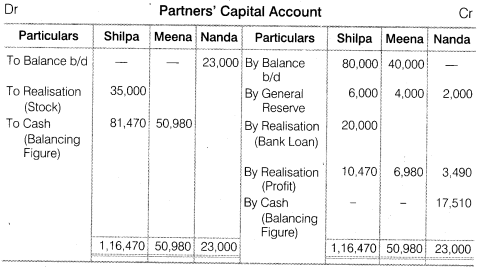 Dr Partners' Capital Account Cr
Particulars Shilpa Meena Nanda Particulars Shilpa Meena Nanda
To Balance b/d — — 23,000 By Balance 80,000 40,000 —
b/d
To Realisation 35,000 By General 6,000 4,000 2,000
(Stock) Reserve
To Cash 81,470 50,980 By Realisation 20,000
(Balancing (Bank Loan)
Figure)
By Realisation 10,470 6,980 3,490
(Profit)
By Cash - - 17,510
(Balancing
Figure)
1,16,470 50,980 23,000 1,16,470 50,980 23,000